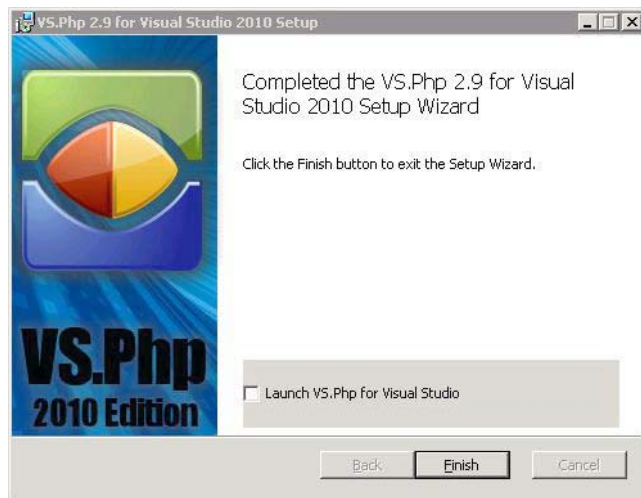 VS.Php 2.9 for Visual Studio 2010 Setup
Completed the VS.Php 2.9 for Visual
Studio 2010 Setup Wizard
Click the Finish button to exit the Setup Wizard.
VS.Php
2010 Edition
Launch VS.Php for Visual Studio
Back
Finish
Cancel